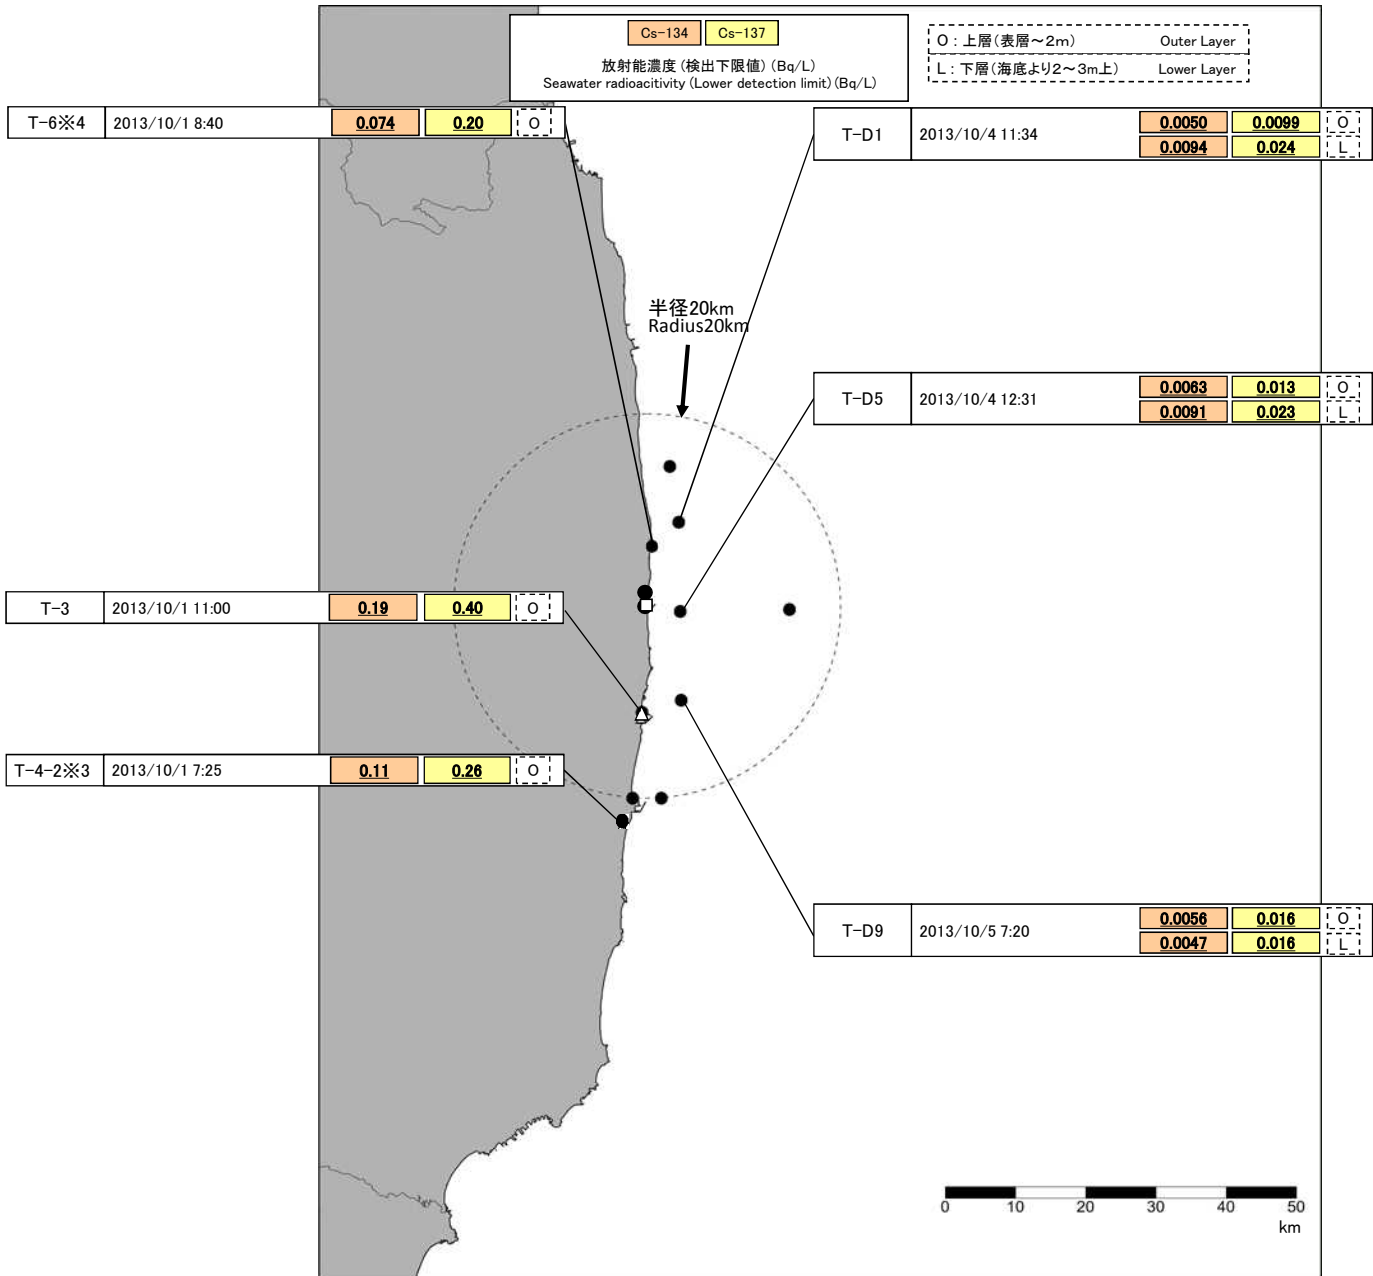 Cs-134 Cs-137
放射能濃度(検出下限値)(Bq/L)
Seawater radioacitivity(Lower detection limit)(Bq/L)
O:上層(表層~2m) Outer Layer
L:下層(海底より2~3m上) Lower Layer
T-6※4 2013/10/1 8:40 0.074 0.20 O
T-D1 2013/10/4 11:34 0.0050 0.0099 O
0.0094 0.024 L
半径20km
Radius20km
T-D5 2013/10/4 12:31 0.0063 0.013 O
0.0091 0.023 L
T-3 2013/10/1 11:00 0.19 0.40 O
T-4-2※3 2013/10/1 7:25 0.11 0.26 O
T-D9 2013/10/5 7:20 0.0056 0.016 O
0.0047 0.016 L
0 10 20 30 40 50
km